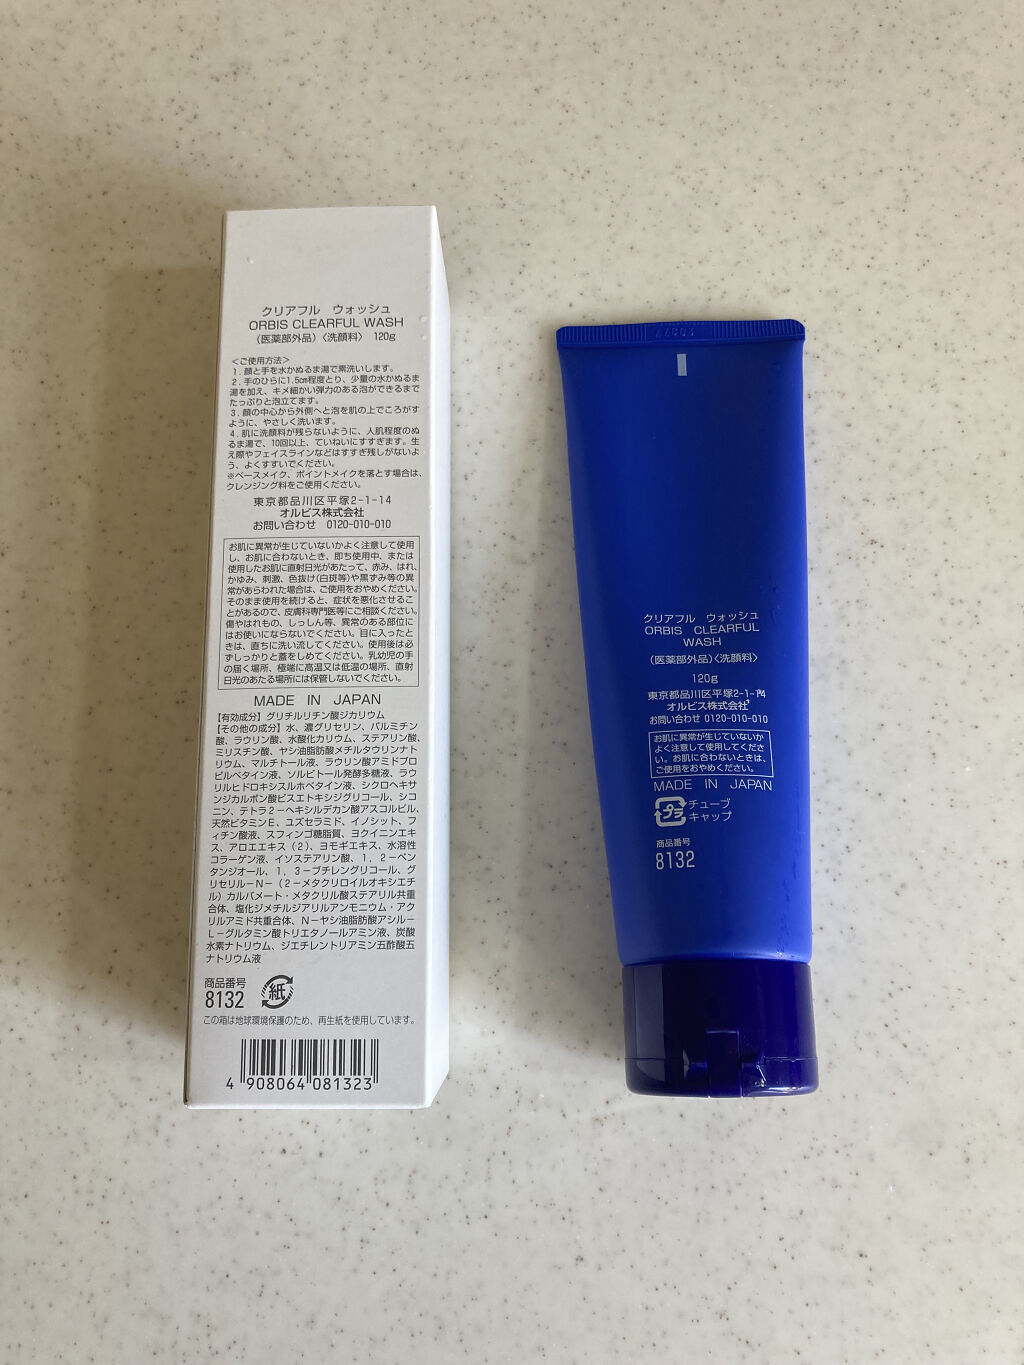 クリアフル ウォッシュ
ORBIS CLEARFUL WASH
(医薬部外品)〈洗顔料〉 120g
＜ご使用方法＞
1．顔と手を水かぬるま湯で素洗いします。
2．手のひらに1.5cm程度とり、少量の水かぬるま
湯を加え、キメ細かい弾力のある泡ができるまで
たっぷりと泡立てます。
3．顔の中心から外側へと泡を肌の上でころがす
ように、やさしく洗います。
4．肌に洗顔料が残らないように、人肌程度のぬ
るま湯で、10回以上、ていねいにすすぎます。生
え際やフェイスラインなどはすすぎ残しがないよ
う、よくすすいでください。
※ベースメイク、ポイントメイクを落とす場合は、
クレンジング料をご使用ください。
東京都品川区平塚2-1-14
オルビス株式会社
お問い合わせ 0120-010-010
お肌に異常が生じていないかよく注意して使用
し、お肌に合わないとき、即ち使用中、または
使用したお肌に直射日光があたって、赤み、はれ、
かゆみ、刺激、色抜け(白斑等)や黒ずみ等の異
常があらわれた場合は、ご使用をおやめください。
そのまま使用を続けると、症状を悪化させるこ
とがあるので、皮膚科専門医等にご相談ください。
傷やはれもの、しっしん等、異常のある部位に
はお使いにならないでください。目に入ったと
きは、直ちに洗い流してください。使用後は必
ずしっかりと蓋をしめてください。乳幼児の手
の届く場所、極端に高温又は低温の場所、直射
日光のあたる場所には保管しないでください。
MADE IN JAPAN
【有効成分】グリチルリチン酸ジカリウム
【その他の成分】水、濃グリセリン、パルミチン
酸、ラウリン酸、水酸化カリウム、ステアリン酸、
ミリスチン酸、ヤシ油脂肪酸メチルタウリンナト
リウム、マルチトール液、ラウリン酸アミドプロ
ピルベタイン液、ソルビトール発酵多糖液、ラウ
リルヒドロキシスルホベタイン液、シクロヘキサ
ンジカルボン酸ビスエトキシジグリコール、シコ
ニン、テトラ2－ヘキシルデカン酸アスコルビル、
天然ビタミンE、ユズセラミド、イノシット、フ
ィチン酸液、スフィンゴ糖脂質、ヨクイニンエキ
ス、アロエエキス（2）、ヨモギエキス、水溶性
コラーゲン液、イソステアリン酸、1，2－ペン
タンジオール、1，3－ブチレングリコール、グ
リセリル－N－（2－メタクリロイルオキシエチ
ル）カルバメート・メタクリル酸ステアリル共重
合体、塩化ジメチルジアリルアンモニウム・アク
リルアミド共重合体、N－ヤシ油脂肪酸アシル－
L－グルタミン酸トリエタノールアミン液、炭酸
水素ナトリウム、ジエチレントリアミン五酢酸五
ナトリウム液
商品番号
8132
紙
この箱は地球環境保護のため、再生紙を使用しています。
4 908064 081323
クリアフル ウォッシュ
ORBIS CLEARFUL
WASH
(医薬部外品)〈洗顔料〉
120g
東京都品川区平塚2-1-14
オルビス株式会社
お問い合わせ 0120-010-010
お肌に異常が生じていないか
よく注意して使用してくださ
い。お肌に合わないときは、
ご使用をおやめください。
MADE IN JAPAN
プラ
チューブ
キャップ
商品番号
8132